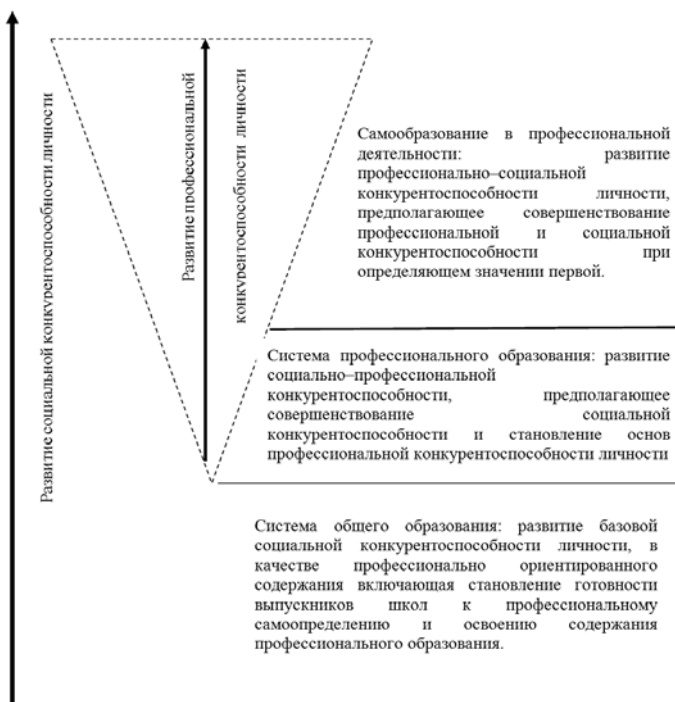 Развитие социальной конкурентоспособности личности
Развитие профессиональной
конкурентоспособности личности
Самообразование в профессиональной
деятельности: развитие
профессионально–социальной
конкурентоспособности личности,
предполагающее совершенствование
профессиональной и социальной
конкурентоспособности при
определяющем значении первой.
Система профессионального образования: развитие
социально–профессиональной
конкурентоспособности, предполагающее
совершенствование социальной
конкурентоспособности и становление основ
профессиональной конкурентоспособности личности
Система общего образования: развитие базовой
социальной конкурентоспособности личности, в
качестве профессионально ориентированного
содержания включающая становление готовности
выпускников школ к профессиональному
самоопределению и освоению содержания
профессионального образования.